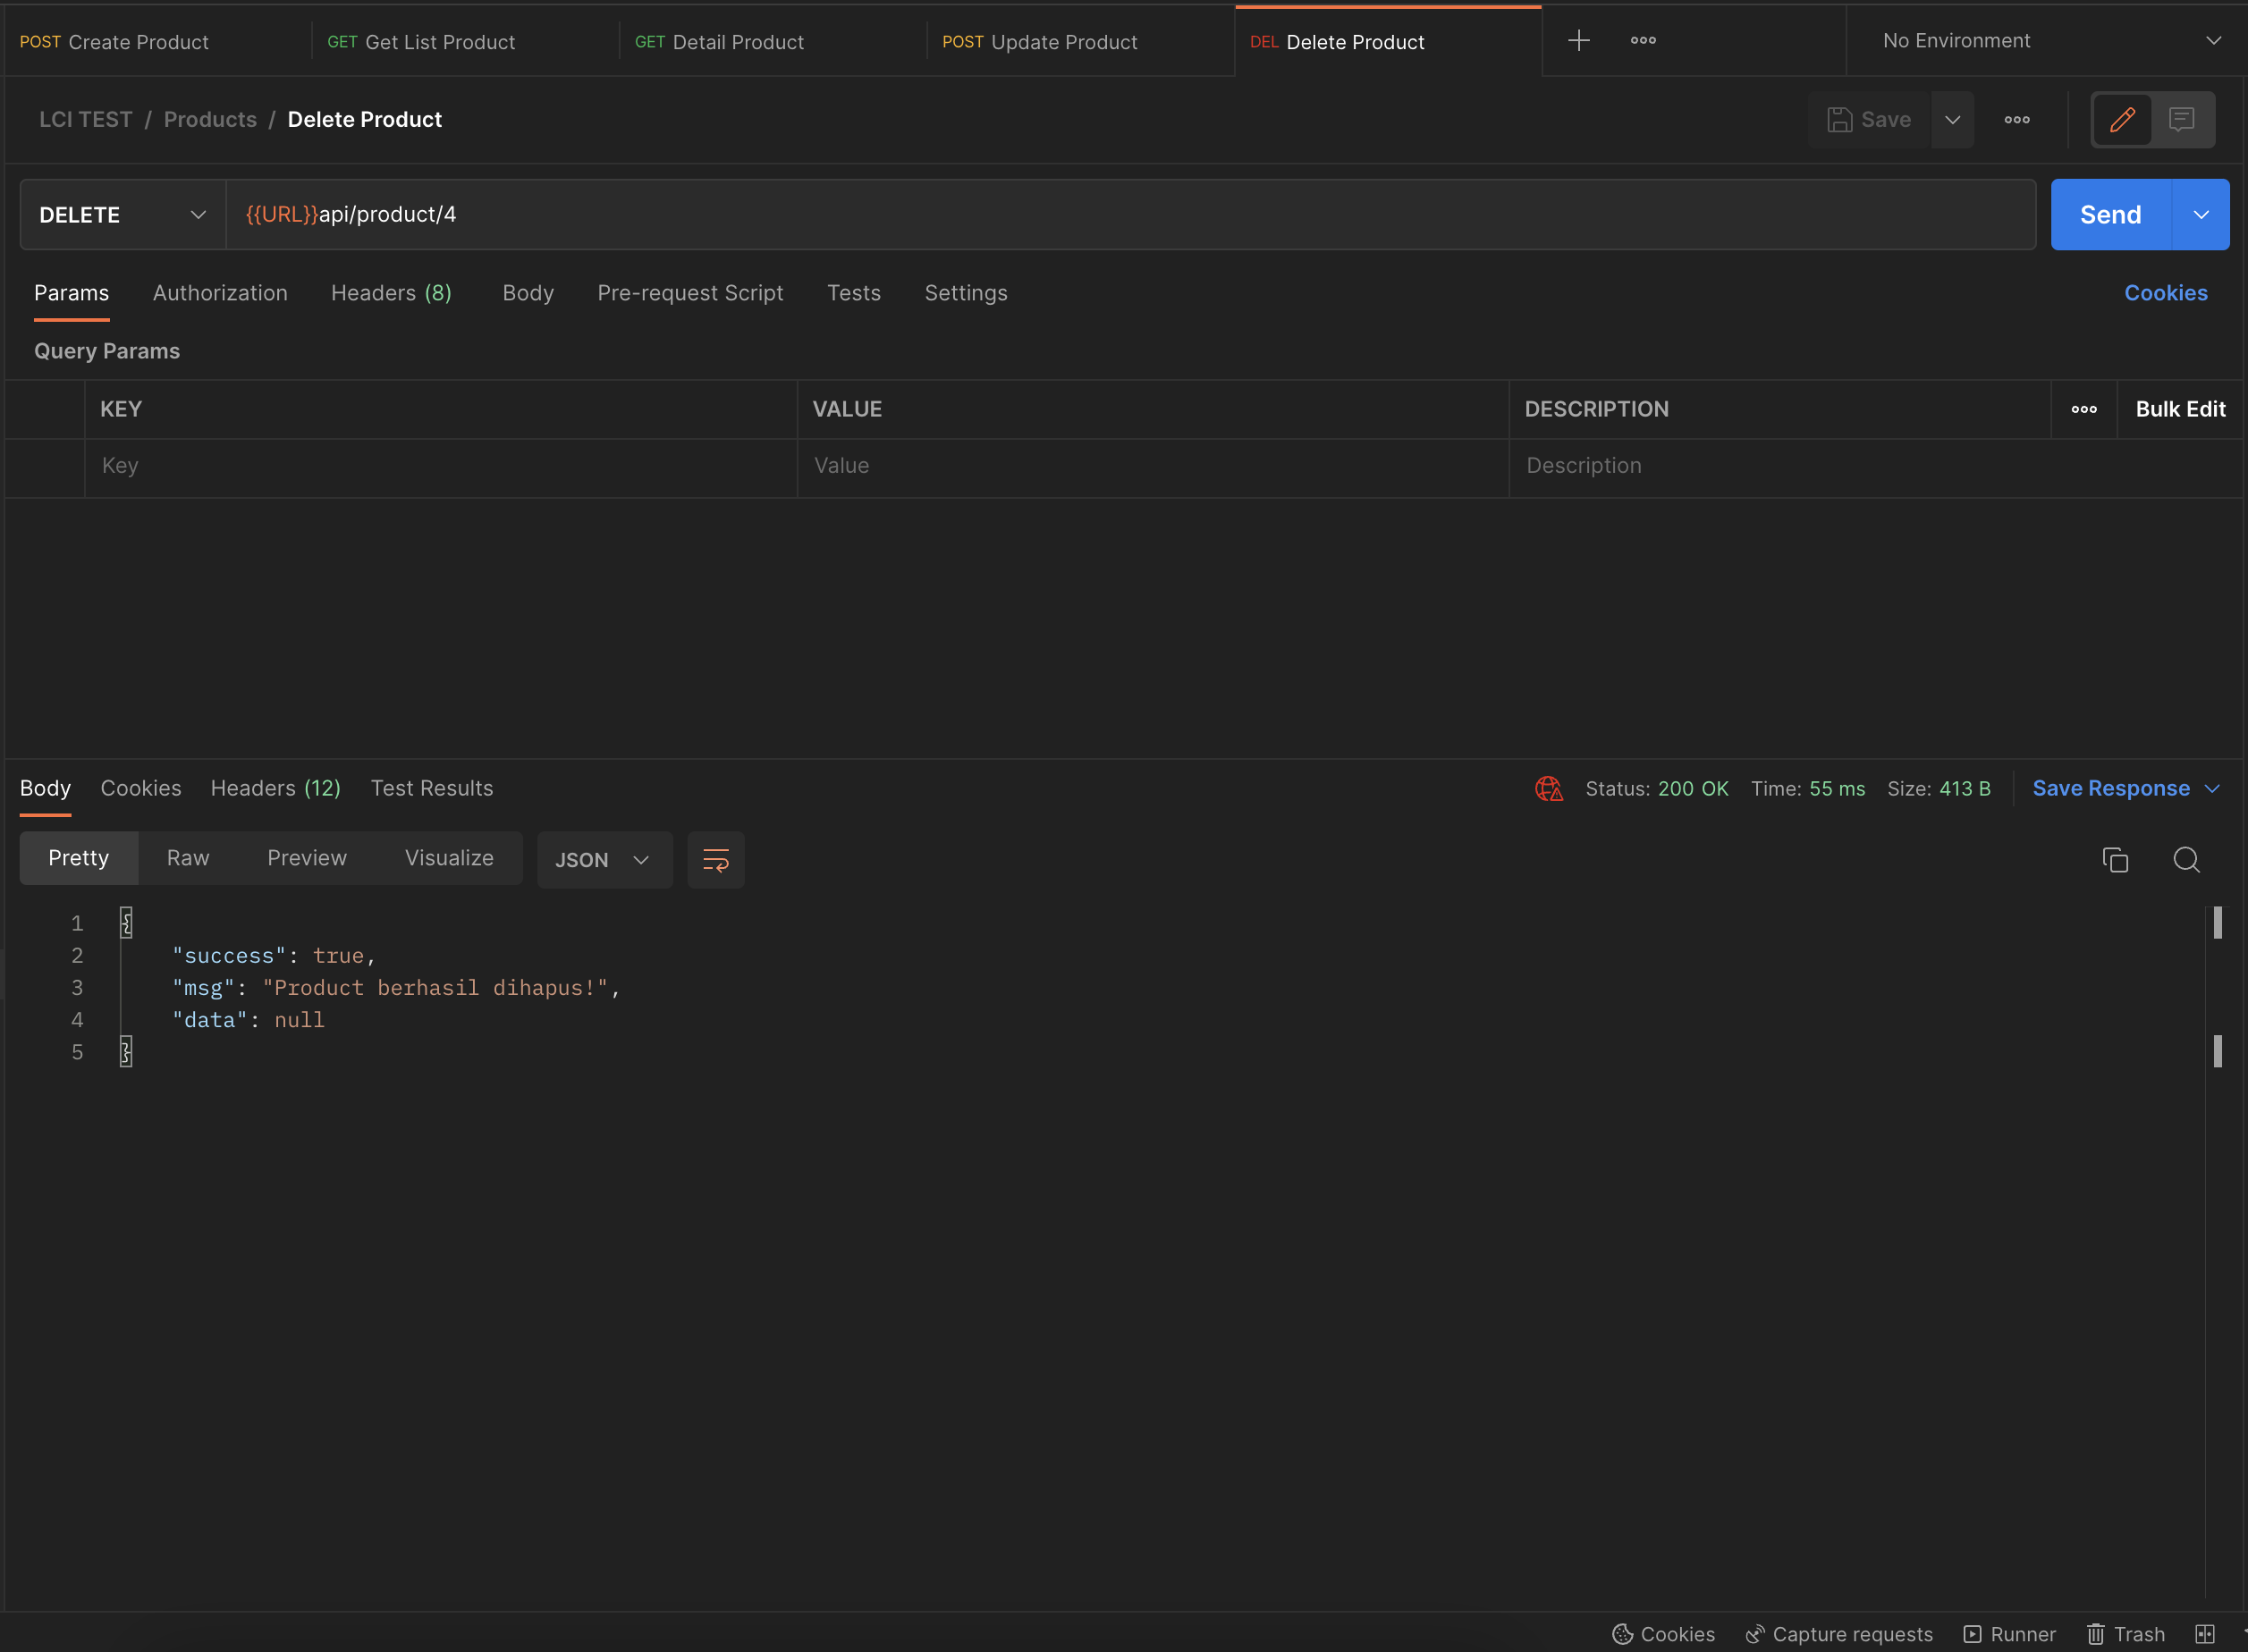 POST Create Product GET Get List Product GET Detail Product POST Update Product DEL Delete Product No Environment
LCI TEST / Products / Delete Product Save
DELETE {{URL}}api/product/4 Send
Params Authorization Headers (8) Body Pre-request Script Tests Settings Cookies
Query Params
KEY VALUE DESCRIPTION Bulk Edit
Key Value Description
Body Cookies Headers (12) Test Results Status: 200 OK Time: 55 ms Size: 413 B Save Response
Pretty Raw Preview Visualize JSON
1 {
2 "success": true,
3 "msg": "Product berhasil dihapus!",
4 "data": null
5 }
Cookies Capture requests Runner Trash